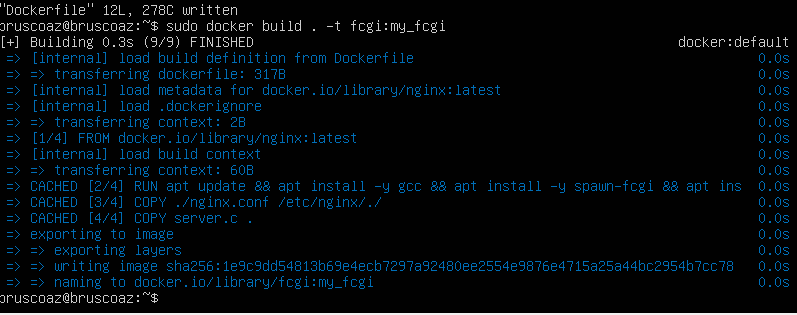 "Dockerfile" 12L, 278C written
bruscoaz@bruscoaz:~$ sudo docker build . -t fcgi:my_fcgi
[+] Building 0.3s (9/9) FINISHED docker:default
=> [internal] load build definition from Dockerfile 0.0s
=> => transferring dockerfile: 317B 0.0s
=> [internal] load metadata for docker.io/library/nginx:latest 0.0s
=> [internal] load .dockerignore 0.0s
=> => transferring context: 2B 0.0s
=> [1/4] FROM docker.io/library/nginx:latest 0.0s
=> [internal] load build context 0.0s
=> => transferring context: 60B 0.0s
=> CACHED [2/4] RUN apt update && apt install -y gcc && apt install -y spawn-fcgi && apt ins 0.0s
=> CACHED [3/4] COPY ./nginx.conf /etc/nginx/./ 0.0s
=> CACHED [4/4] COPY server.c . 0.0s
=> exporting to image 0.0s
=> => exporting layers 0.0s
=> => writing image sha256:1e9c9dd54813b69e4ecb7297a92480ee2554e9876e4715a25a44bc2954b7cc78 0.0s
=> => naming to docker.io/library/fcgi:my_fcgi 0.0s
bruscoaz@bruscoaz:~$